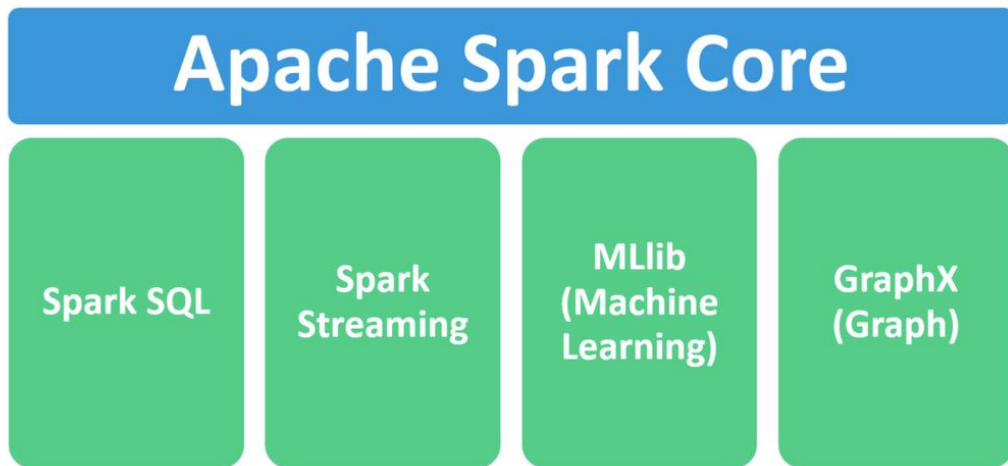 Apache Spark Core
Spark SQL
Spark
Streaming
MLlib
(Machine
Learning)
GraphX
(Graph)